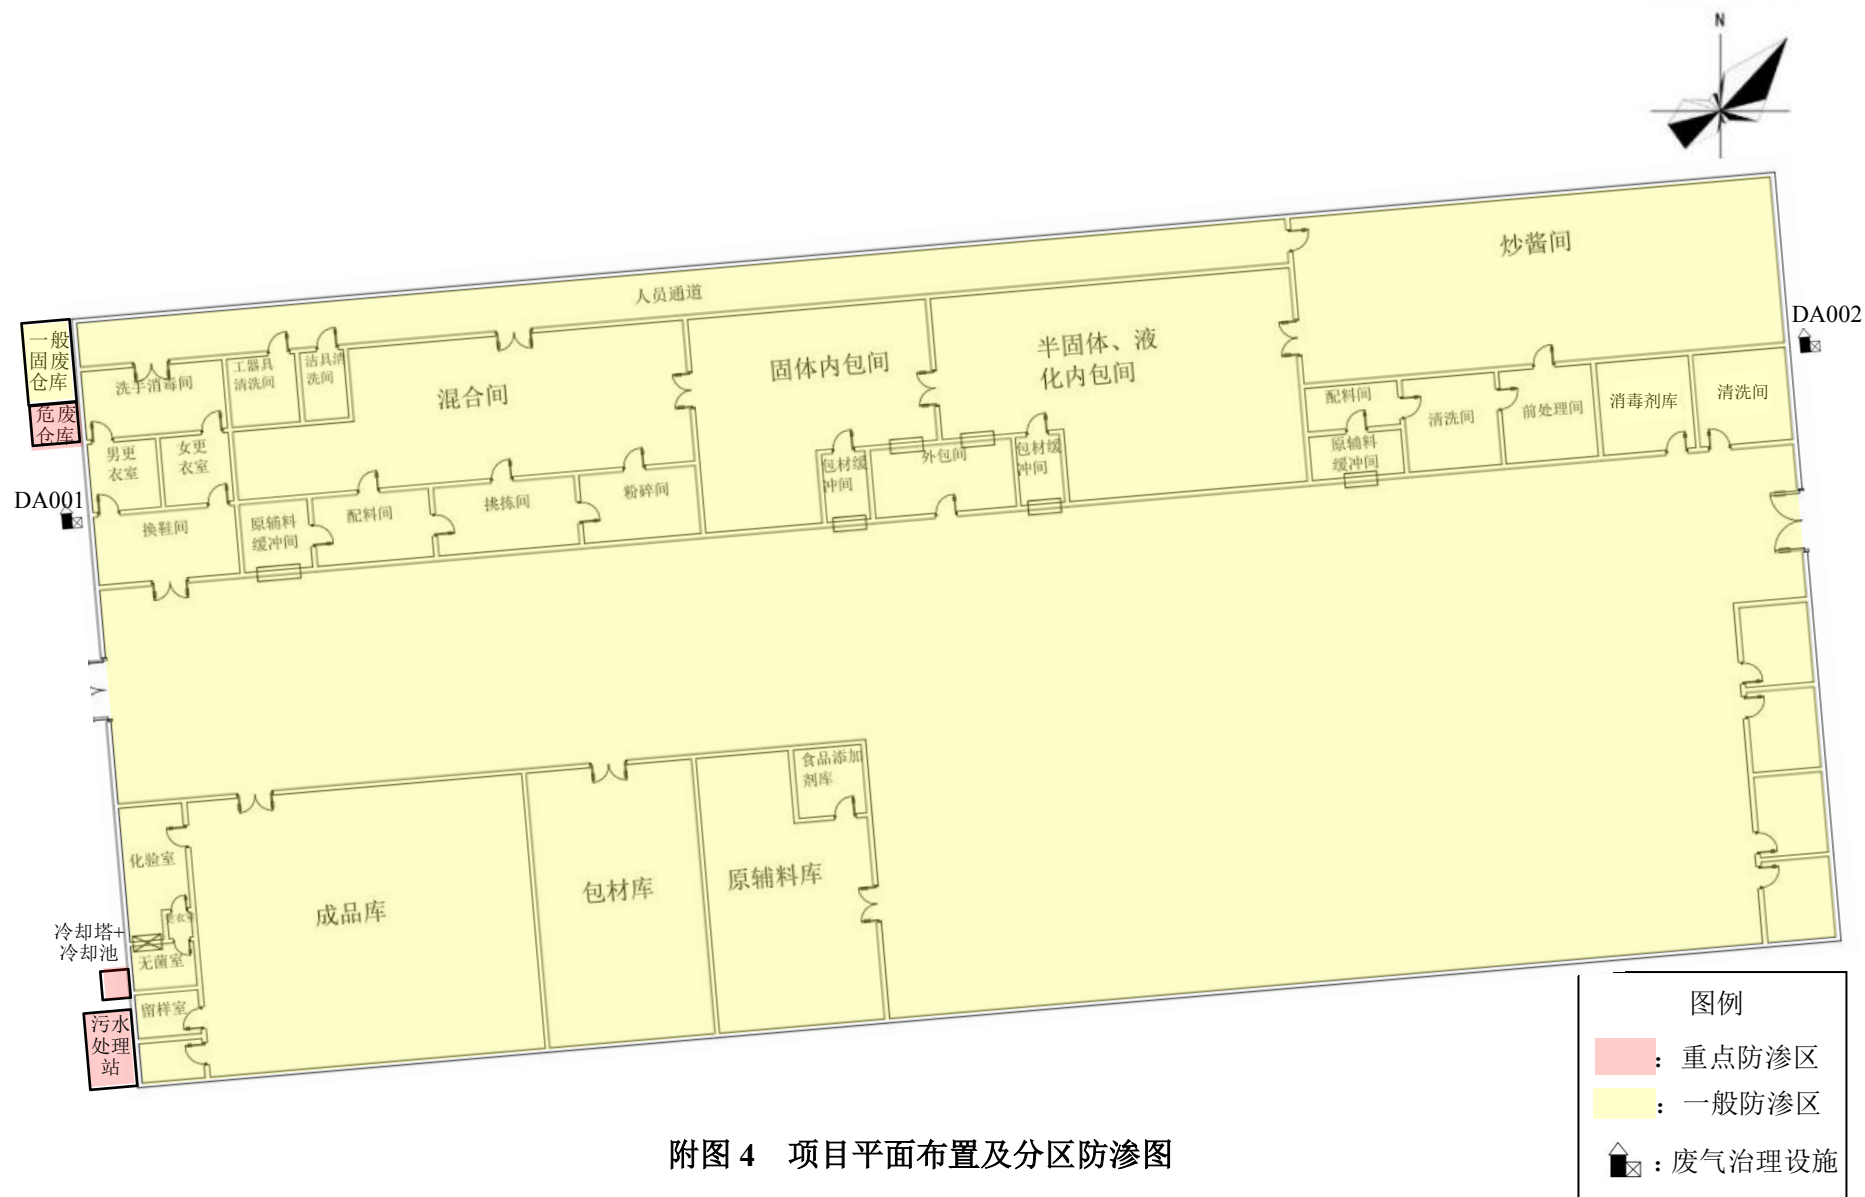 N
炒酱间
人员通道
DA002
一般
固废
仓库
危废
仓库
洗手消毒间
工器具
清洗间
洁具清
洗间
混合间
固体内包间
半固体、液
化内包间
配料间
清洗间
前处理间
消毒剂库
清洗间
原辅料
缓冲间
男更
衣室
女更
衣室
包材缓
冲间
外包间
包材缓
冲间
DA001
换鞋间
原辅料
缓冲间
配料间
挑拣间
粉碎间
食品添加
剂库
化验室
成品库
包材库
原辅料库
更衣室
冷却塔+
冷却池
无菌室
留样室
污水
处理
站
图例
：重点防渗区
：一般防渗区
：废气治理设施
附图 4 项目平面布置及分区防渗图